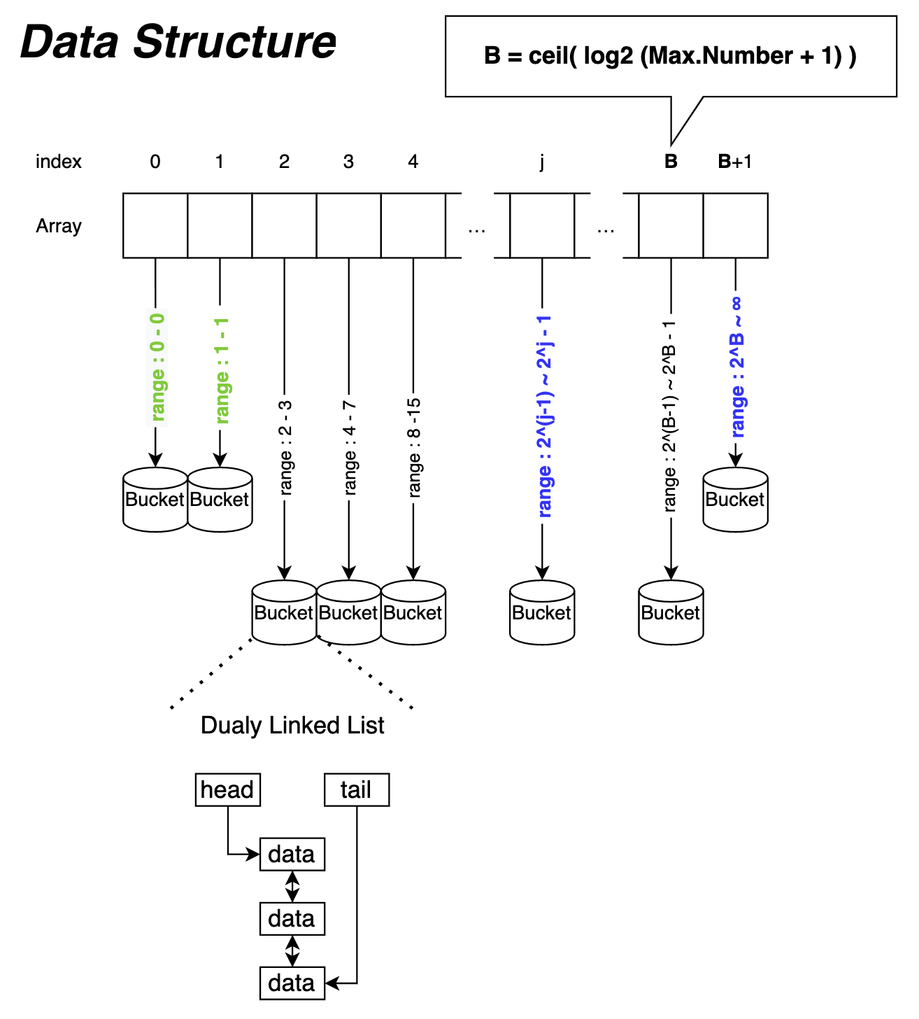 Data Structure
B = ceil( log2 (Max.Number + 1) )
index 0 1 2 3 4 j B B+1
Array ... ...
range : 0 - 0
range : 1 - 1
range : 2 - 3
range : 4 - 7
range : 8 -15
range : 2^(j-1) ~ 2^j - 1
range : 2^(B-1) ~ 2^B - 1
range : 2^B ~ ∞
Bucket Bucket Bucket
Bucket Bucket Bucket Bucket Bucket
Dualy Linked List
head tail
data
data
data